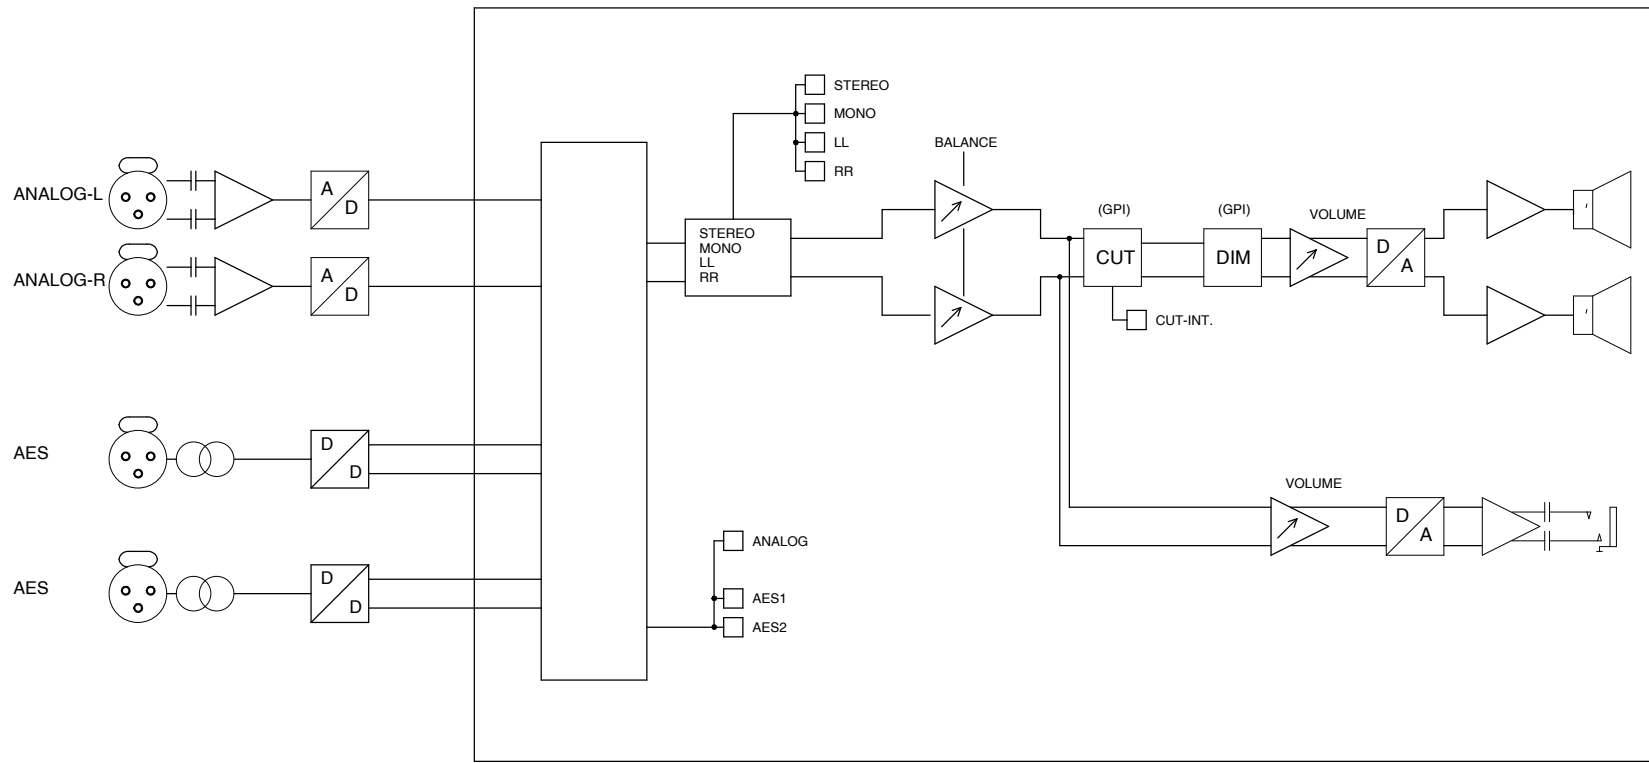 STEREO
MONO
LL
RR
BALANCE
ANALOG-L
A
D
STEREO
MONO
LL
RR
(GPI)
(GPI)
VOLUME
CUT
DIM
D
A
ANALOG-R
A
D
CUT-INT.
AES
D
D
VOLUME
D
A
ANALOG
AES
D
D
AES1
AES2